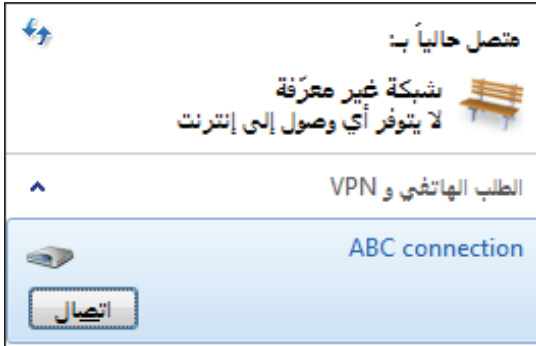 متصل حالياً بـ:
شبكة غير معرّفة
لا يتوفر أي وصول إلى إنترنت
الطلب الهاتفي و VPN
ABC connection
اتصال